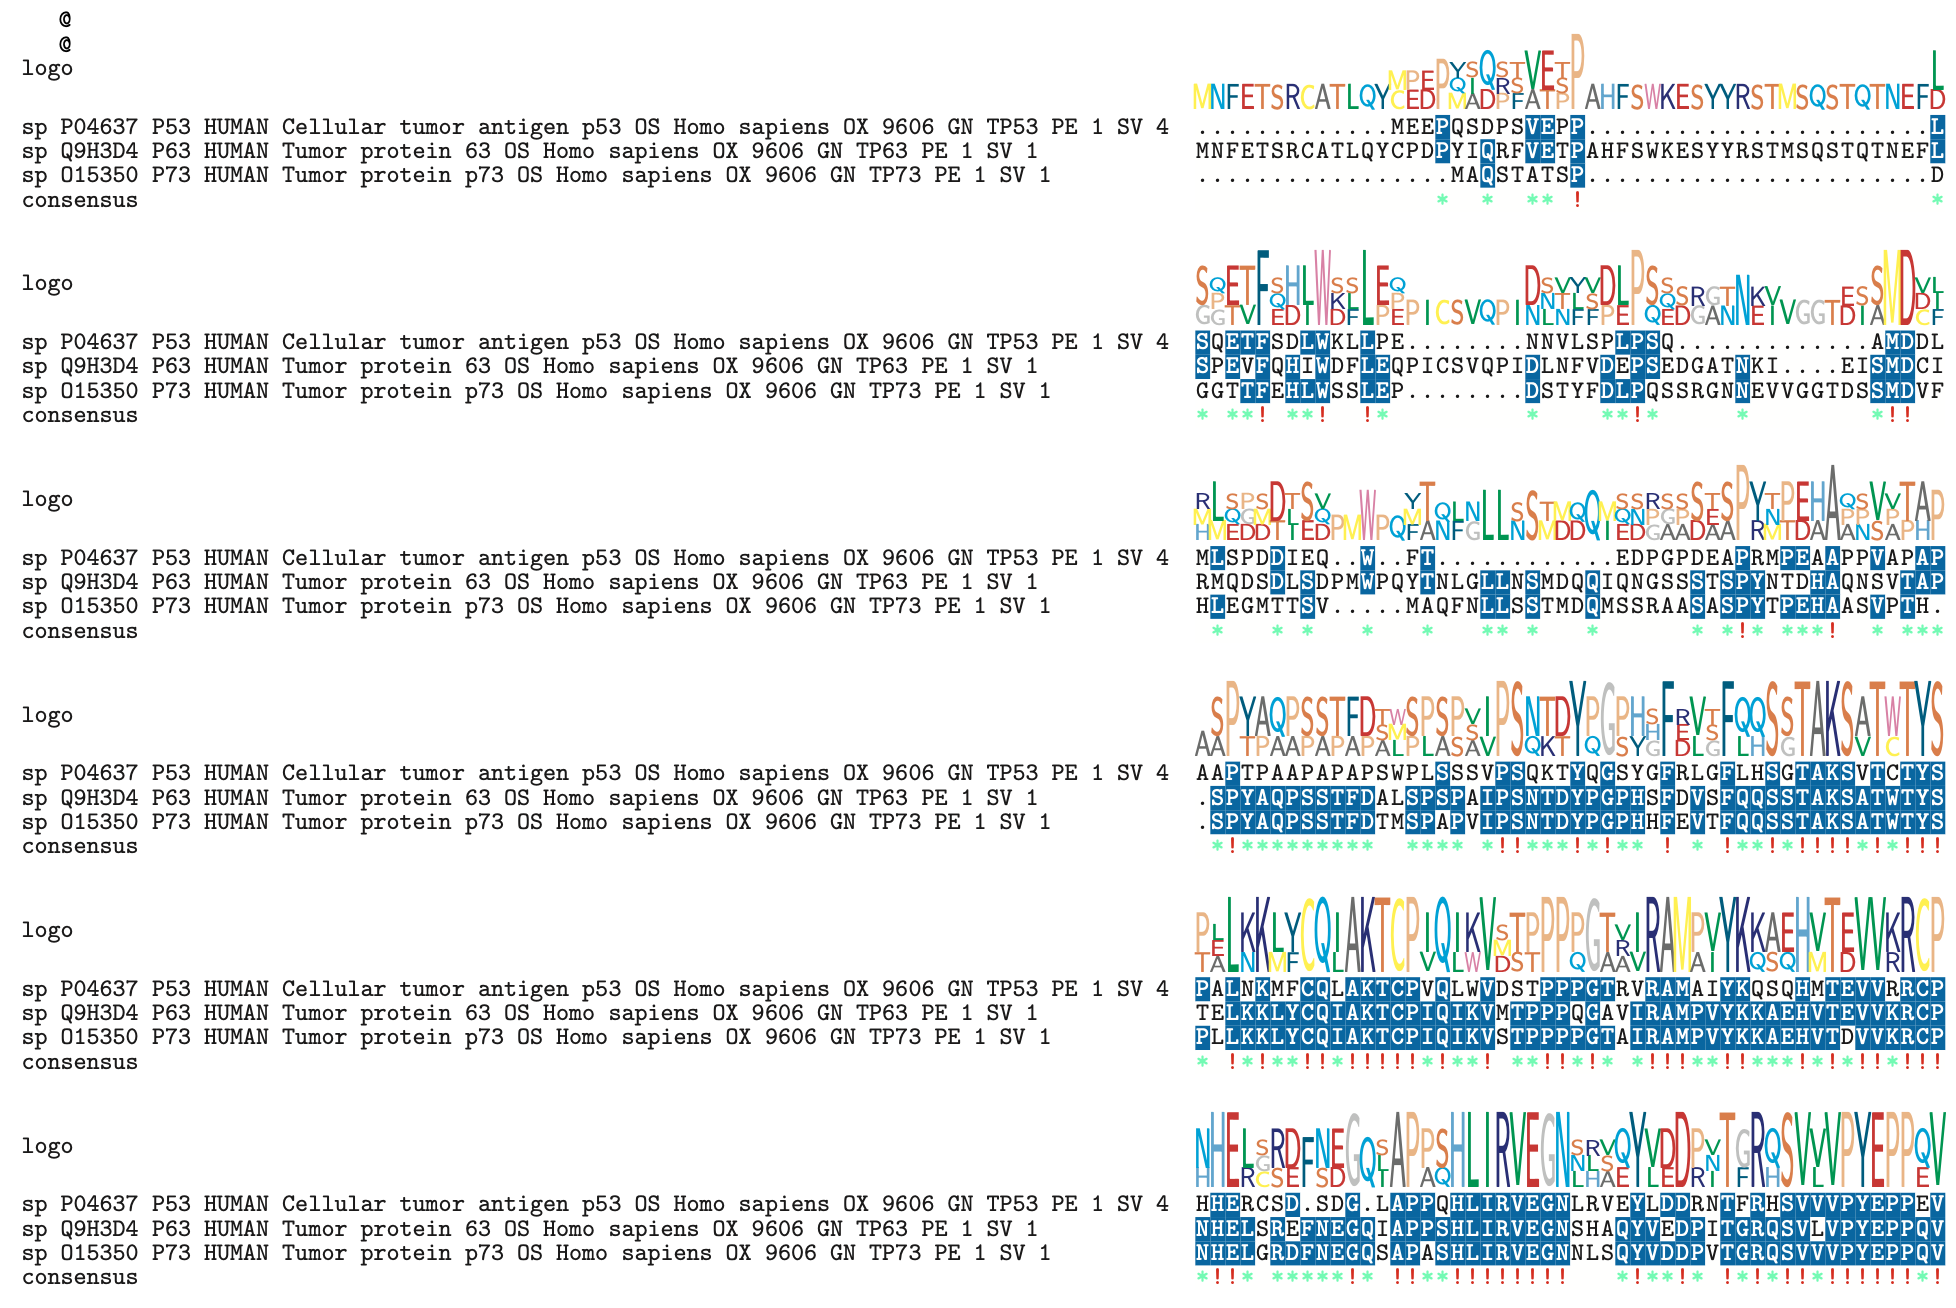 @
@
logo
sp P04637 P53 HUMAN Cellular tumor antigen p53 OS Homo sapiens OX 9606 GN TP53 PE 1 SV 4 .............MEEPQSDPSVEPP.......................L
sp Q9H3D4 P63 HUMAN Tumor protein 63 OS Homo sapiens OX 9606 GN TP63 PE 1 SV 1 MNFETSRCATLQYCPDPYIQRFVETPAHFSWKESYYRSTMSQSTQTNEFL
sp O15350 P73 HUMAN Tumor protein p73 OS Homo sapiens OX 9606 GN TP73 PE 1 SV 1 .................MAQSTATSP.......................D
consensus * * ** ! *
logo
sp P04637 P53 HUMAN Cellular tumor antigen p53 OS Homo sapiens OX 9606 GN TP53 PE 1 SV 4 SQETFSDLWKLLPE........NNVLSPLPSQ.............AMDDL
sp Q9H3D4 P63 HUMAN Tumor protein 63 OS Homo sapiens OX 9606 GN TP63 PE 1 SV 1 SPEVFQHIWDFLEQPICSVQPIDLNFVDEPSEDGATNKI....EISMDCI
sp O15350 P73 HUMAN Tumor protein p73 OS Homo sapiens OX 9606 GN TP73 PE 1 SV 1 GGTTFEHLWSSLEP........DSTYFDLPQSSRGNNEVVGGTDSSMDVF
consensus * **! **! !* * **!* * *!!
logo
sp P04637 P53 HUMAN Cellular tumor antigen p53 OS Homo sapiens OX 9606 GN TP53 PE 1 SV 4 MLSPDDIEQ..W..FT............EDPGPDEAPRMPEAAPPVAPAP
sp Q9H3D4 P63 HUMAN Tumor protein 63 OS Homo sapiens OX 9606 GN TP63 PE 1 SV 1 RMQDSDLSDPMWPQYTNLGLLNSMDQQIQNGSSSTSPYNTDHAQNSVTAP
sp O15350 P73 HUMAN Tumor protein p73 OS Homo sapiens OX 9606 GN TP73 PE 1 SV 1 HLEGMTTSV.....MAQFNLLSSTMDQMSSRAASASPYTPEHAASVPTH.
consensus * * * * * ** * * * *!* ***! * ***
logo
sp P04637 P53 HUMAN Cellular tumor antigen p53 OS Homo sapiens OX 9606 GN TP53 PE 1 SV 4 AAPTPAAPAPAPSWPLSSSVPSQKTYQGSYGFRLGFLHSGTAKSVTCTYS
sp Q9H3D4 P63 HUMAN Tumor protein 63 OS Homo sapiens OX 9606 GN TP63 PE 1 SV 1 .SPYAQPSSTFDALSPSPAIPSNTDYPGPHSFDVSFQQSSTAKSATWTYS
sp O15350 P73 HUMAN Tumor protein p73 OS Homo sapiens OX 9606 GN TP73 PE 1 SV 1 .SPYAQPSSTFDTMSPAPVIPSNTDYPGPHHFEVTFQQSSTAKSATWTYS
consensus *!********* **** *!!***!*!** ! * !**!*!!!!*!*!!!
logo
sp P04637 P53 HUMAN Cellular tumor antigen p53 OS Homo sapiens OX 9606 GN TP53 PE 1 SV 4 PALNKMFCQLAKTCPVQLWVDSTPPPGTRVRAMAIYKQSQHMTEVVRRCP
sp Q9H3D4 P63 HUMAN Tumor protein 63 OS Homo sapiens OX 9606 GN TP63 PE 1 SV 1 TELKKLYCQIAKTCPIQIKVMTPPPQGAVIRAMPVYKKAEHVTEVVKRCP
sp O15350 P73 HUMAN Tumor protein p73 OS Homo sapiens OX 9606 GN TP73 PE 1 SV 1 PLLKKLYCQIAKTCPIQIKVSTPPPPGTAIRAMPVYKKAEHVTDVVKRCP
consensus * !*!**!!*!!!!!*!**! **!!*!* *!!!**!!***!*!*!!*!!!
logo
sp P04637 P53 HUMAN Cellular tumor antigen p53 OS Homo sapiens OX 9606 GN TP53 PE 1 SV 4 HHERCSD.SDG.LAPPQHLIRVEGNLRVEYLDDRNTFRHSVVVPYEPPEV
sp Q9H3D4 P63 HUMAN Tumor protein 63 OS Homo sapiens OX 9606 GN TP63 PE 1 SV 1 NHELSREFNEGQIAPPSHLIRVEGNSHAQYVEDPITGRQSVLVPYEPPQV
sp O15350 P73 HUMAN Tumor protein p73 OS Homo sapiens OX 9606 GN TP73 PE 1 SV 1 NHELGRDFNEGQSAPASHLIRVEGNNLSQYVDDPVTGRQSVVVPYEPPQV
consensus *!!* *****!* !!**!!!!!!!! *!**!* !*!*!!*!!!!!!*!